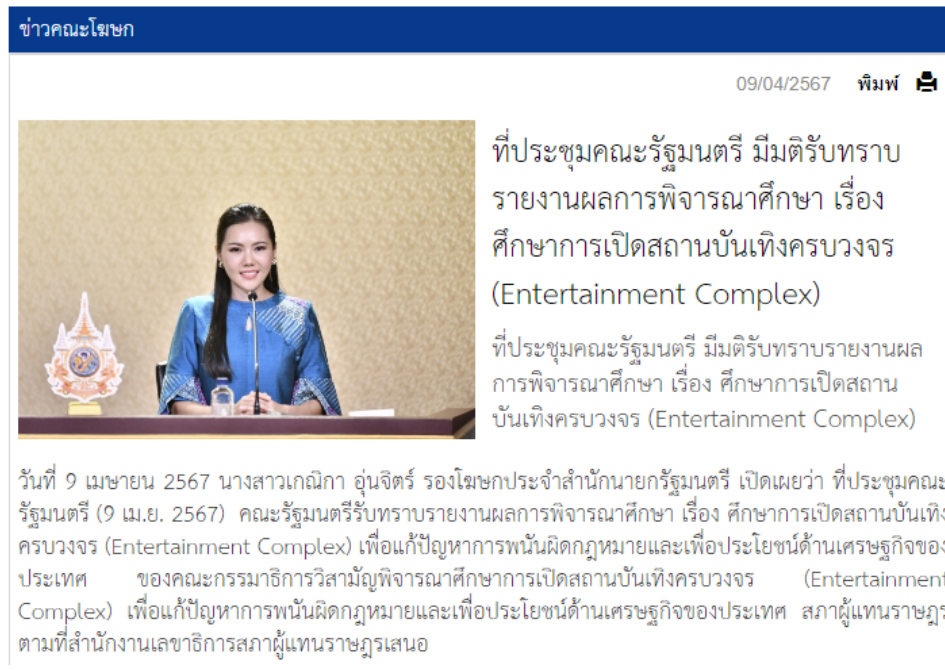 ข่าวคณะโฆษก
09/04/2567 พิมพ์
ที่ประชุมคณะรัฐมนตรี มีมติรับทราบ
รายงานผลการพิจารณาศึกษา เรื่อง
ศึกษาการเปิดสถานบันเทิงครบวงจร
(Entertainment Complex)
ที่ประชุมคณะรัฐมนตรี มีมติรับทราบรายงานผล
การพิจารณาศึกษา เรื่อง ศึกษาการเปิดสถาน
บันเทิงครบวงจร (Entertainment Complex)
วันที่ 9 เมษายน 2567 นางสาวเกณิกา อุ่นจิตร์ รองโฆษกประจำสำนักนายกรัฐมนตรี เปิดเผยว่า ที่ประชุมคณะ
รัฐมนตรี (9 เม.ย. 2567) คณะรัฐมนตรีรับทราบรายงานผลการพิจารณาศึกษา เรื่อง ศึกษาการเปิดสถานบันเทิง
ครบวงจร (Entertainment Complex) เพื่อแก้ปัญหาการพนันผิดกฎหมายและเพื่อประโยชน์ด้านเศรษฐกิจของ
ประเทศ ของคณะกรรมาธิการวิสามัญพิจารณาศึกษาการเปิดสถานบันเทิงครบวงจร (Entertainment
Complex) เพื่อแก้ปัญหาการพนันผิดกฎหมายและเพื่อประโยชน์ด้านเศรษฐกิจของประเทศ สภาผู้แทนราษฎร
ตามที่สำนักงานเลขาธิการสภาผู้แทนราษฎรเสนอ